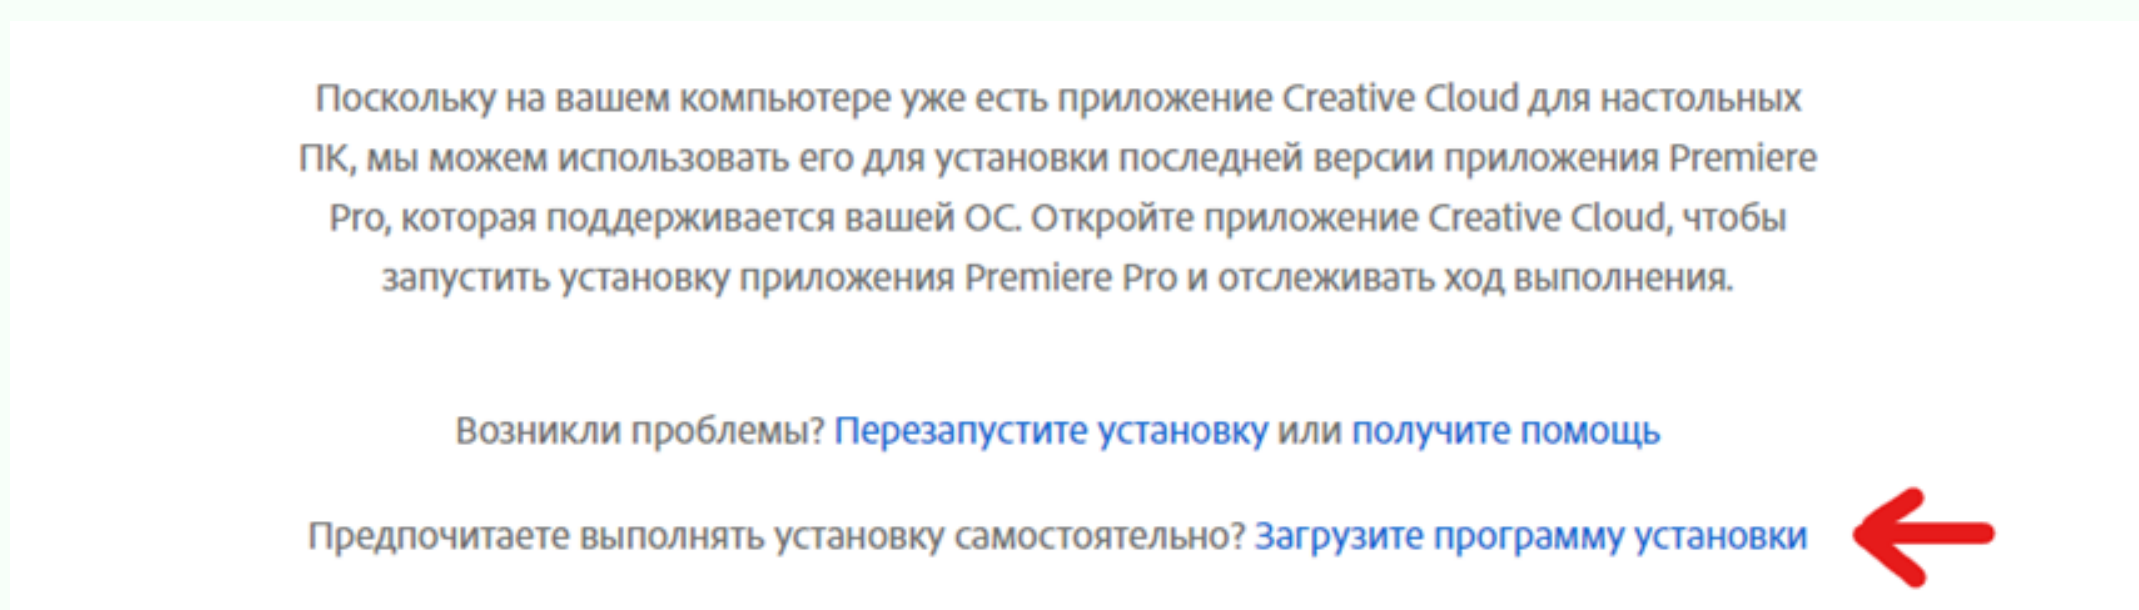 Поскольку на вашем компьютере уже есть приложение Creative Cloud для настольных
ПК, мы можем использовать его для установки последней версии приложения Premiere
Pro, которая поддерживается вашей ОС. Откройте приложение Creative Cloud, чтобы
запустить установку приложения Premiere Pro и отслеживать ход выполнения.
Возникли проблемы? Перезапустите установку или получите помощь
Предпочитаете выполнять установку самостоятельно? Загрузите программу установки